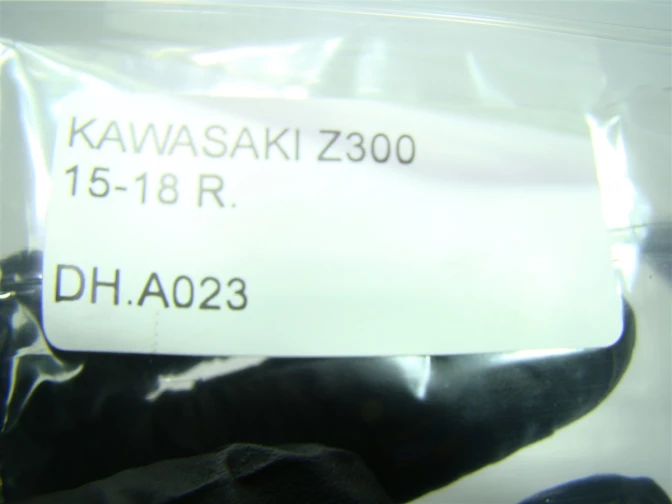 KAWASAKI Z300
15-18 R.
DH.A023